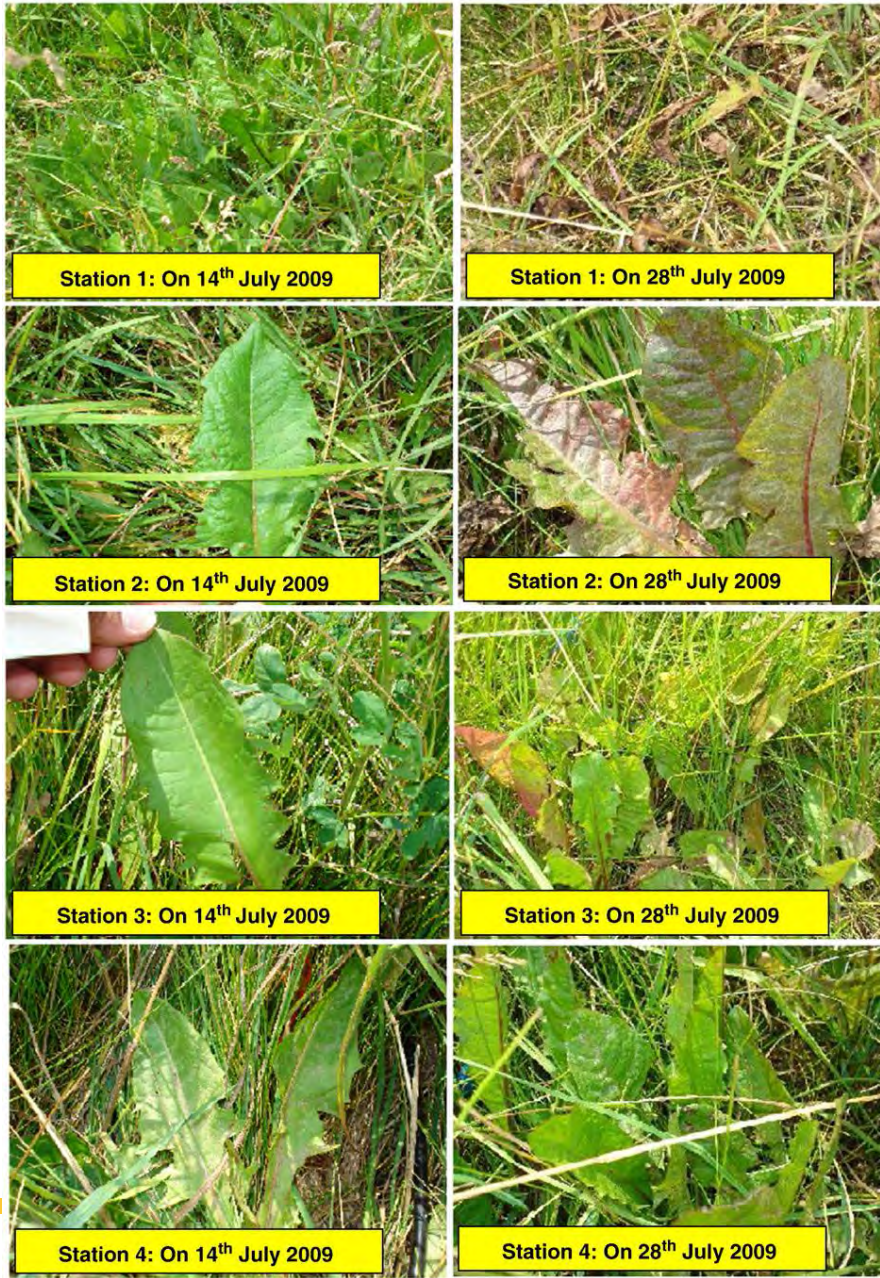 Station 1: On 14th July 2009
Station 1: On 28th July 2009
Station 2: On 14th July 2009
Station 2: On 28th July 2009
Station 3: On 14th July 2009
Station 3: On 28th July 2009
Station 4: On 14th July 2009
Station 4: On 28th July 2009